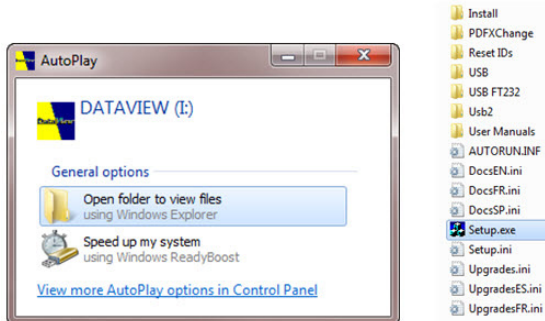 AutoPlay
DATAVIEW (I:)
General options
Open folder to view files
using Windows Explorer
Speed up my system
using Windows ReadyBoost
View more AutoPlay options in Control Panel
Install
PDFXChange
Reset IDs
USB
USB FT232
Usb2
User Manuals
AUTORUN.INF
DocsEN.ini
DocsFR.ini
DocsSP.ini
Setup.exe
Setup.ini
Upgrades.ini
UpgradesES.ini
UpgradesFR.ini